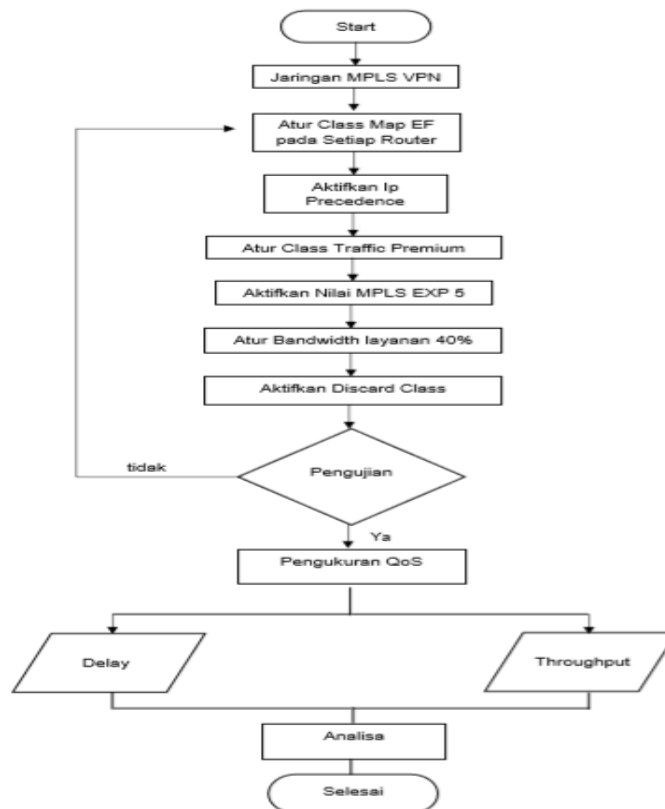 Start
Jaringan MPLS VPN
Atur Class Map EF
pada Setiap Router
Aktifkan Ip
Precedence
Atur Class Traffic Premium
Aktifkan Nilai MPLS EXP 5
Atur Bandwidth layanan 40%
Aktifkan Discard Class
tidak
Pengujian
Ya
Pengukuran QoS
Delay
Throughput
Analisa
Selesai